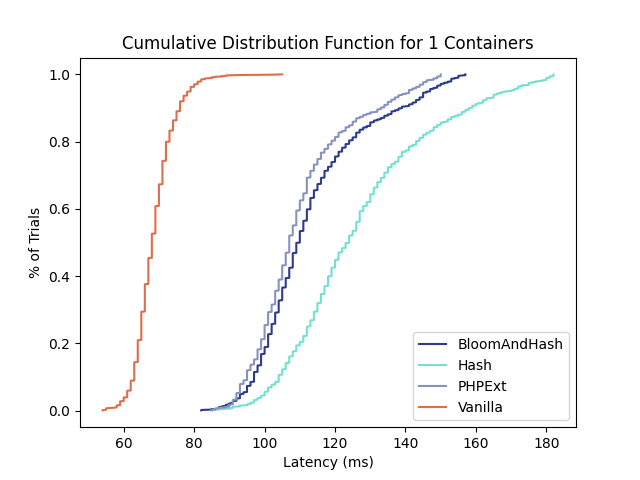 Cumulative Distribution Function for 1 Containers
1.0
0.8
0.6
0.4
0.2
0.0
% of Trials
60 80 100 120 140 160 180
Latency (ms)
BloomAndHash
Hash
PHPExt
Vanilla